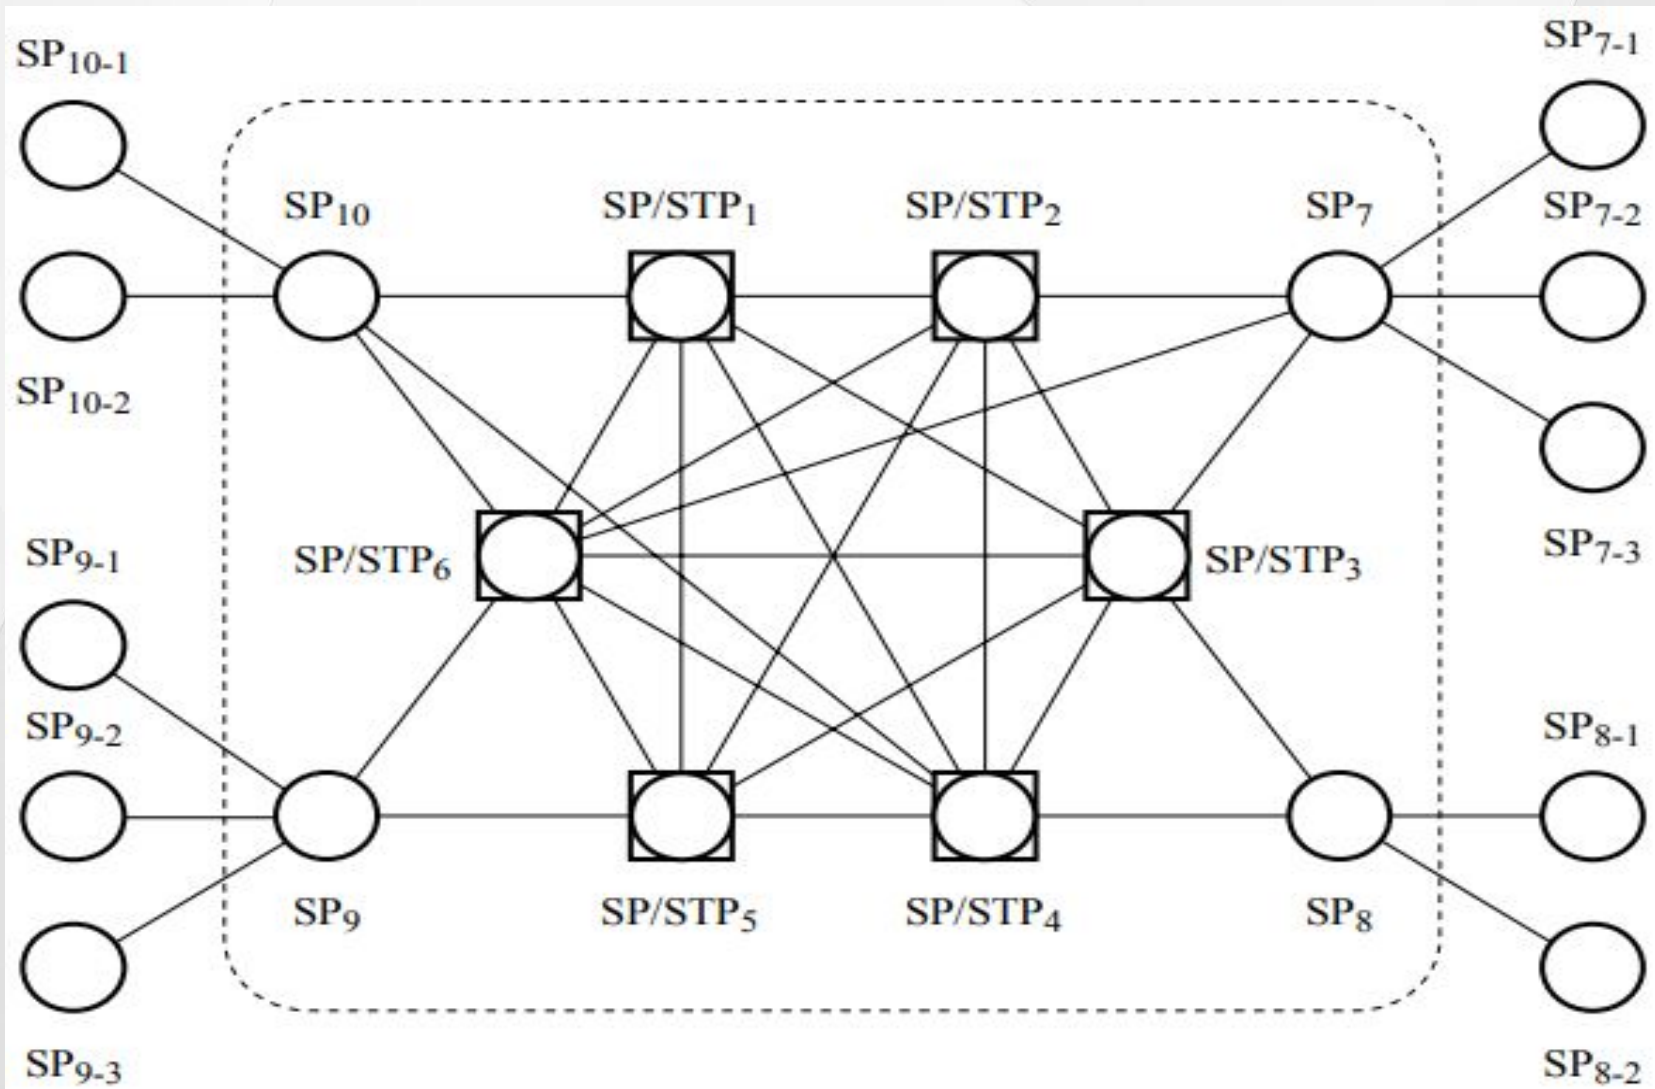 SP7-1
SP10-1
SP10 SP/STP1 SP/STP2 SP7 SP7-2
SP10-2
SP9-1 SP/STP6 SP/STP3 SP7-3
SP9-2 SP8-1
SP9 SP/STP5 SP/STP4 SP8
SP9-3 SP8-2